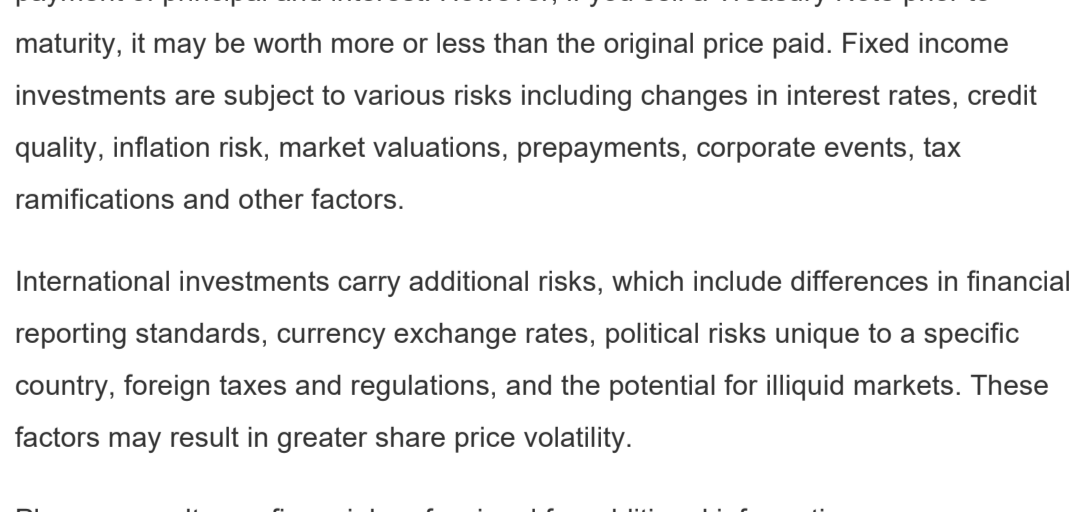 maturity, it may be worth more or less than the original price paid. Fixed income
investments are subject to various risks including changes in interest rates, credit
quality, inflation risk, market valuations, prepayments, corporate events, tax
ramifications and other factors.
International investments carry additional risks, which include differences in financial
reporting standards, currency exchange rates, political risks unique to a specific
country, foreign taxes and regulations, and the potential for illiquid markets. These
factors may result in greater share price volatility.